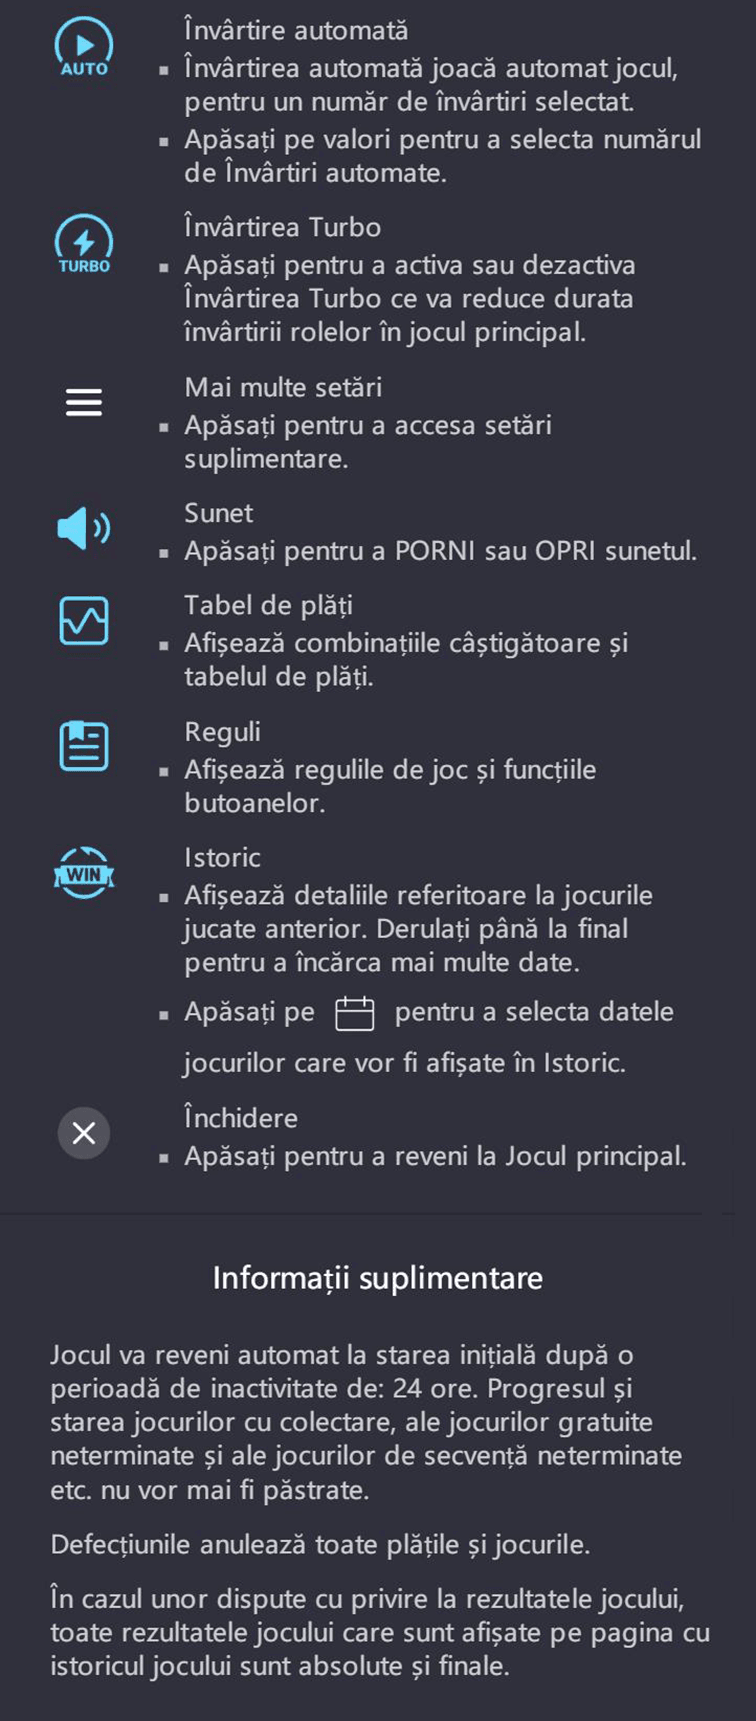 Învârtire automată
AUTO
▪ Învârtirea automată joacă automat jocul,
pentru un număr de învârtiri selectat.
▪ Apăsați pe valori pentru a selecta numărul
de Învârtiri automate.
Învârtirea Turbo
TURBO
▪ Apăsați pentru a activa sau dezactiva
Învârtirea Turbo ce va reduce durata
învârtirii rolelor în jocul principal.
Mai multe setări
▪ Apăsați pentru a accesa setări
suplimentare.
Sunet
▪ Apăsați pentru a PORNI sau OPRI sunetul.
Tabel de plăți
▪ Afișează combinațiile câștigătoare și
tabelul de plăți.
Reguli
▪ Afișează regulile de joc și funcțiile
butoanelor.
Istoric
WIN
▪ Afișează detaliile referitoare la jocurile
jucate anterior. Derulați până la final
pentru a încărca mai multe date.
▪ Apăsați pe pentru a selecta datele
jocurilor care vor fi afișate în Istoric.
Închidere
▪ Apăsați pentru a reveni la Jocul principal.
Informații suplimentare
Jocul va reveni automat la starea inițială după o
perioadă de inactivitate de: 24 ore. Progresul și
starea jocurilor cu colectare, ale jocurilor gratuite
neterminate și ale jocurilor de secvență neterminate
etc. nu vor mai fi păstrate.
Defecțiunile anulează toate plățile și jocurile.
În cazul unor dispute cu privire la rezultatele jocului,
toate rezultatele jocului care sunt afișate pe pagina cu
istoricul jocului sunt absolute și finale.